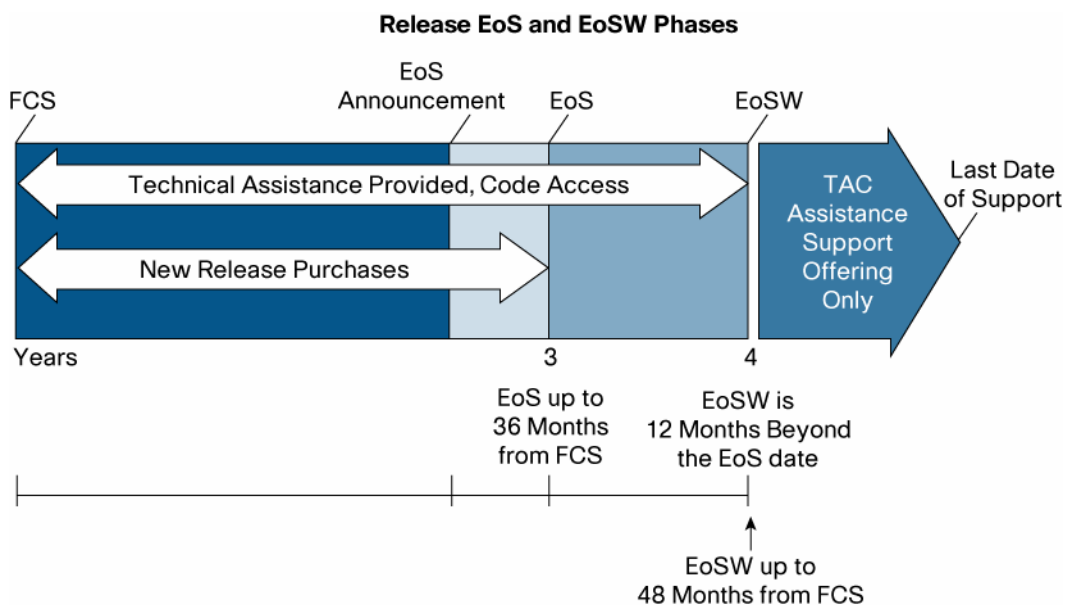 Release EoS and EoSW Phases
FCS
EoS
Announcement
EoS
EoSW
Technical Assistance Provided, Code Access
New Release Purchases
TAC
Assistance
Support
Offering
Only
Last Date
of Support
Years
3
4
EoS up to
36 Months
from FCS
EoSW is
12 Months Beyond
the EoS date
EoSW up to
48 Months from FCS